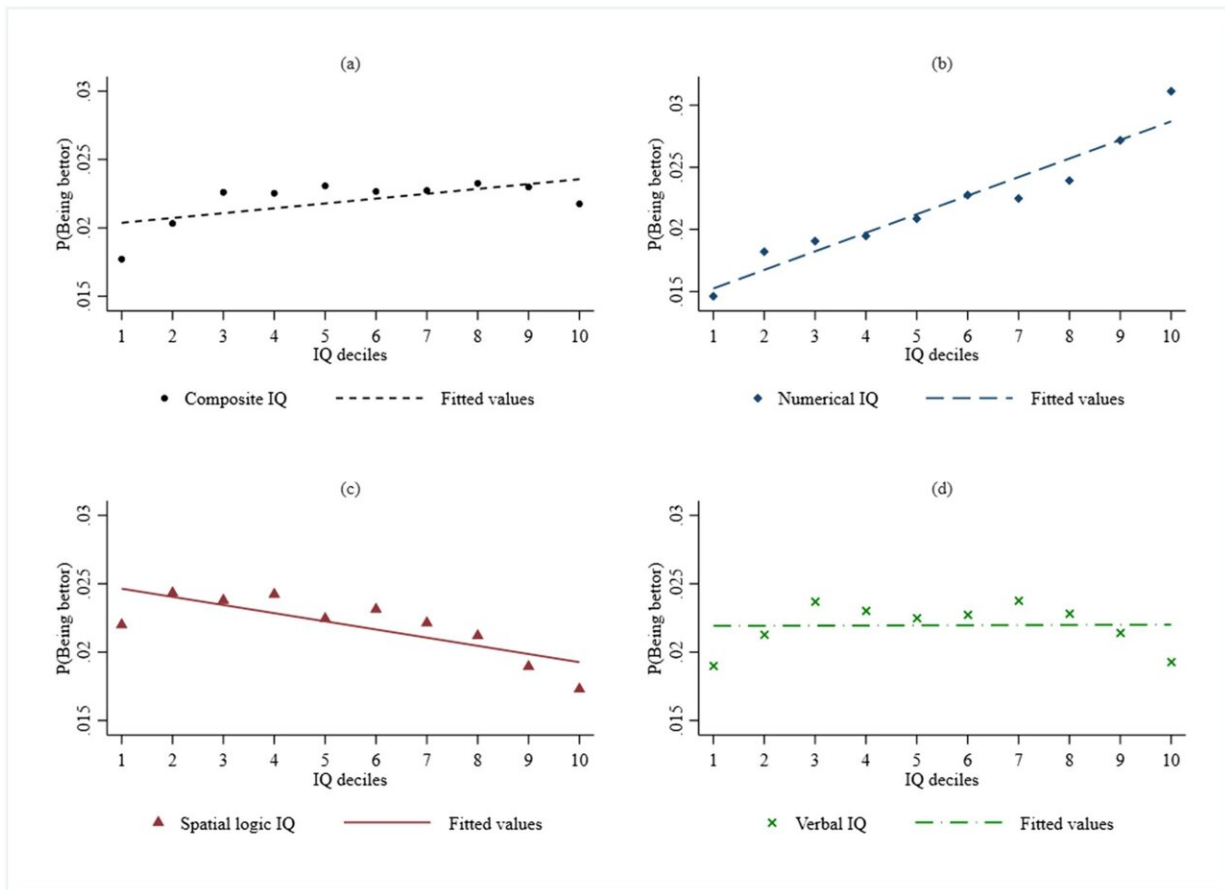 (a)
P(Being bettor)
.03
.025
.02
.015
1 2 3 4 5 6 7 8 9 10
IQ deciles
Composite IQ Fitted values
(b)
P(Being bettor)
.03
.025
.02
.015
1 2 3 4 5 6 7 8 9 10
IQ deciles
Numerical IQ Fitted values
(c)
P(Being bettor)
.03
.025
.02
.015
1 2 3 4 5 6 7 8 9 10
IQ deciles
Spatial logic IQ Fitted values
(d)
P(Being bettor)
.03
.025
.02
.015
1 2 3 4 5 6 7 8 9 10
IQ deciles
Verbal IQ Fitted values